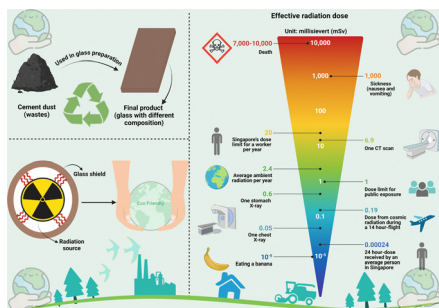 Used in glass preparation
Cement dust
(wastes)
Final product
(glass with different
composition)
Glass shield
Radiation
source
Eco Friendly
Effective radiation dose
Unit: millisievert (mSv)
7,000-10,000
Death
10,000
1,000
1,000
Sickness
(nausea and
vomiting)
100
20
Singapore's dose
limit for a worker
per year
10
6.9
One CT scan
2.4
Average ambient
radiation per year
1
1
Dose limit for
public exposure
0.6
One stomach
X-ray
0.1
0.19
Dose from cosmic
radiation during
a 14 hour-flight
0.05
One chest
X-ray
0.00024
24 hour-dose
received by an
average person
in Singapore
Eating a banana